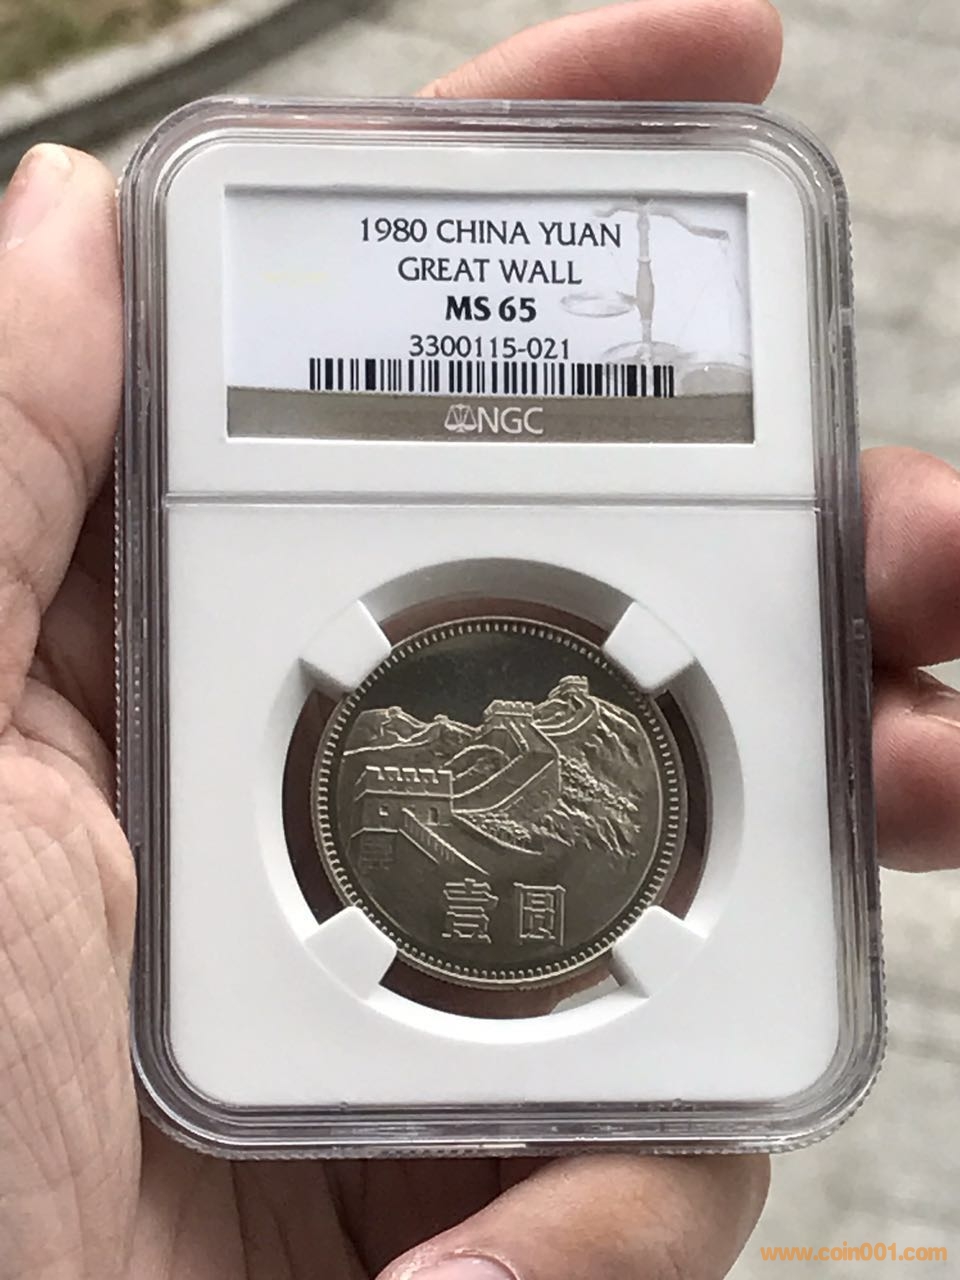 1980 CHINA YUAN
GREAT WALL
MS 65
3300115-021
NGC
壹圆
www.coin001.com